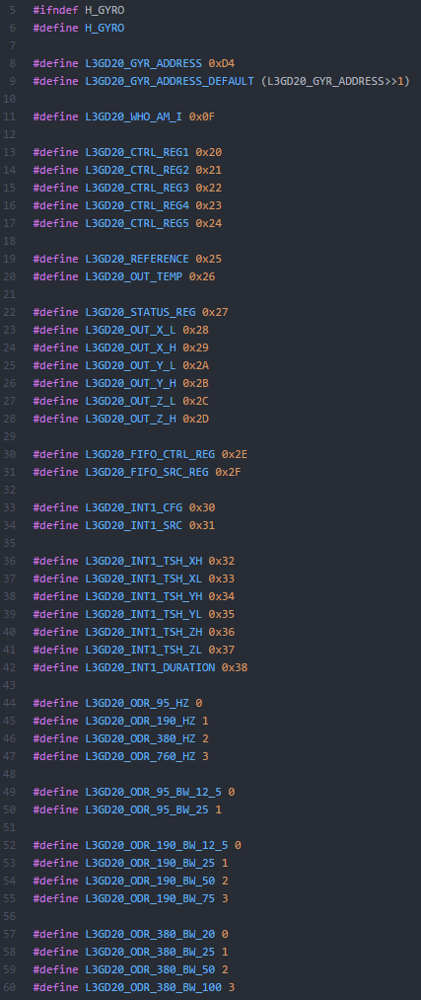 5 #ifndef H_GYRO
6 #define H_GYRO
7
8 #define L3GD20_GYR_ADDRESS 0xD4
9 #define L3GD20_GYR_ADDRESS_DEFAULT (L3GD20_GYR_ADDRESS>>1)
10
11 #define L3GD20_WHO_AM_I 0x0F
12
13 #define L3GD20_CTRL_REG1 0x20
14 #define L3GD20_CTRL_REG2 0x21
15 #define L3GD20_CTRL_REG3 0x22
16 #define L3GD20_CTRL_REG4 0x23
17 #define L3GD20_CTRL_REG5 0x24
18
19 #define L3GD20_REFERENCE 0x25
20 #define L3GD20_OUT_TEMP 0x26
21
22 #define L3GD20_STATUS_REG 0x27
23 #define L3GD20_OUT_X_L 0x28
24 #define L3GD20_OUT_X_H 0x29
25 #define L3GD20_OUT_Y_L 0x2A
26 #define L3GD20_OUT_Y_H 0x2B
27 #define L3GD20_OUT_Z_L 0x2C
28 #define L3GD20_OUT_Z_H 0x2D
29
30 #define L3GD20_FIFO_CTRL_REG 0x2E
31 #define L3GD20_FIFO_SRC_REG 0x2F
32
33 #define L3GD20_INT1_CFG 0x30
34 #define L3GD20_INT1_SRC 0x31
35
36 #define L3GD20_INT1_TSH_XH 0x32
37 #define L3GD20_INT1_TSH_XL 0x33
38 #define L3GD20_INT1_TSH_YH 0x34
39 #define L3GD20_INT1_TSH_YL 0x35
40 #define L3GD20_INT1_TSH_ZH 0x36
41 #define L3GD20_INT1_TSH_ZL 0x37
42 #define L3GD20_INT1_DURATION 0x38
43
44 #define L3GD20_ODR_95_HZ 0
45 #define L3GD20_ODR_190_HZ 1
46 #define L3GD20_ODR_380_HZ 2
47 #define L3GD20_ODR_760_HZ 3
48
49 #define L3GD20_ODR_95_BW_12_5 0
50 #define L3GD20_ODR_95_BW_25 1
51
52 #define L3GD20_ODR_190_BW_12_5 0
53 #define L3GD20_ODR_190_BW_25 1
54 #define L3GD20_ODR_190_BW_50 2
55 #define L3GD20_ODR_190_BW_75 3
56
57 #define L3GD20_ODR_380_BW_20 0
58 #define L3GD20_ODR_380_BW_25 1
59 #define L3GD20_ODR_380_BW_50 2
60 #define L3GD20_ODR_380_BW_100 3